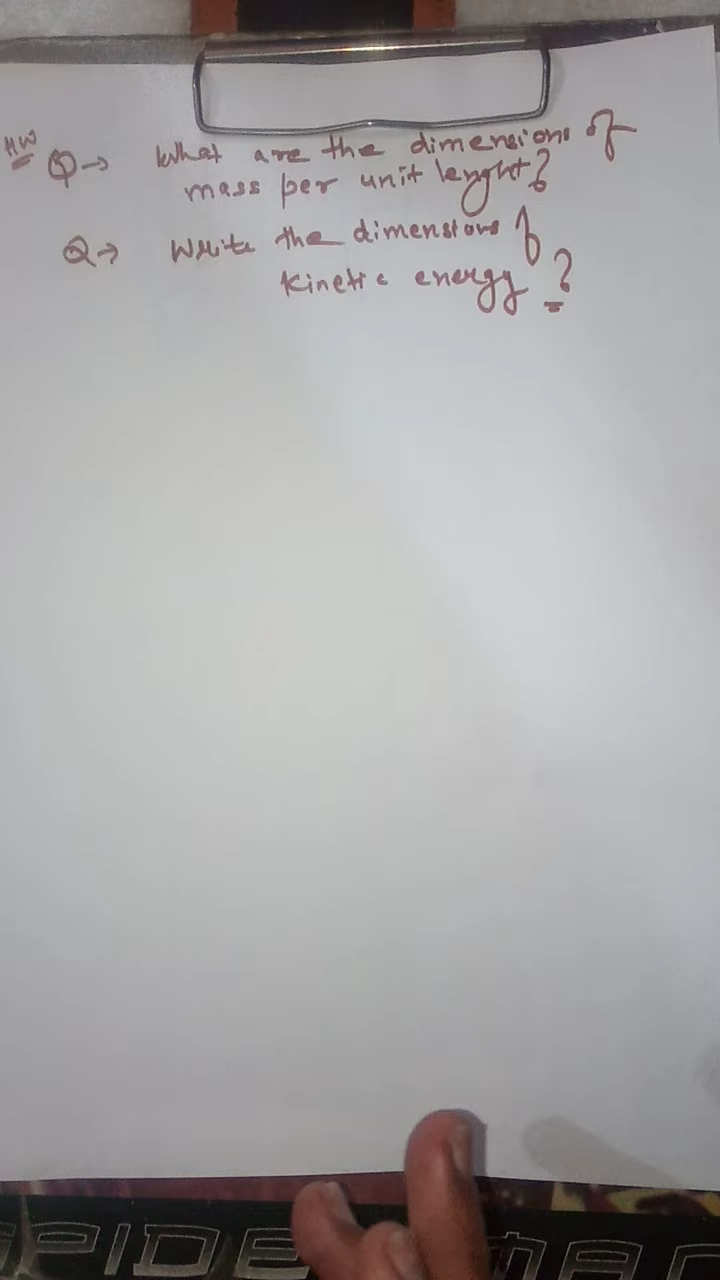 HW
Q→ What are the dimensions of
mass per unit lenght?
Q→ Write the dimensions of
Kinetic energy?